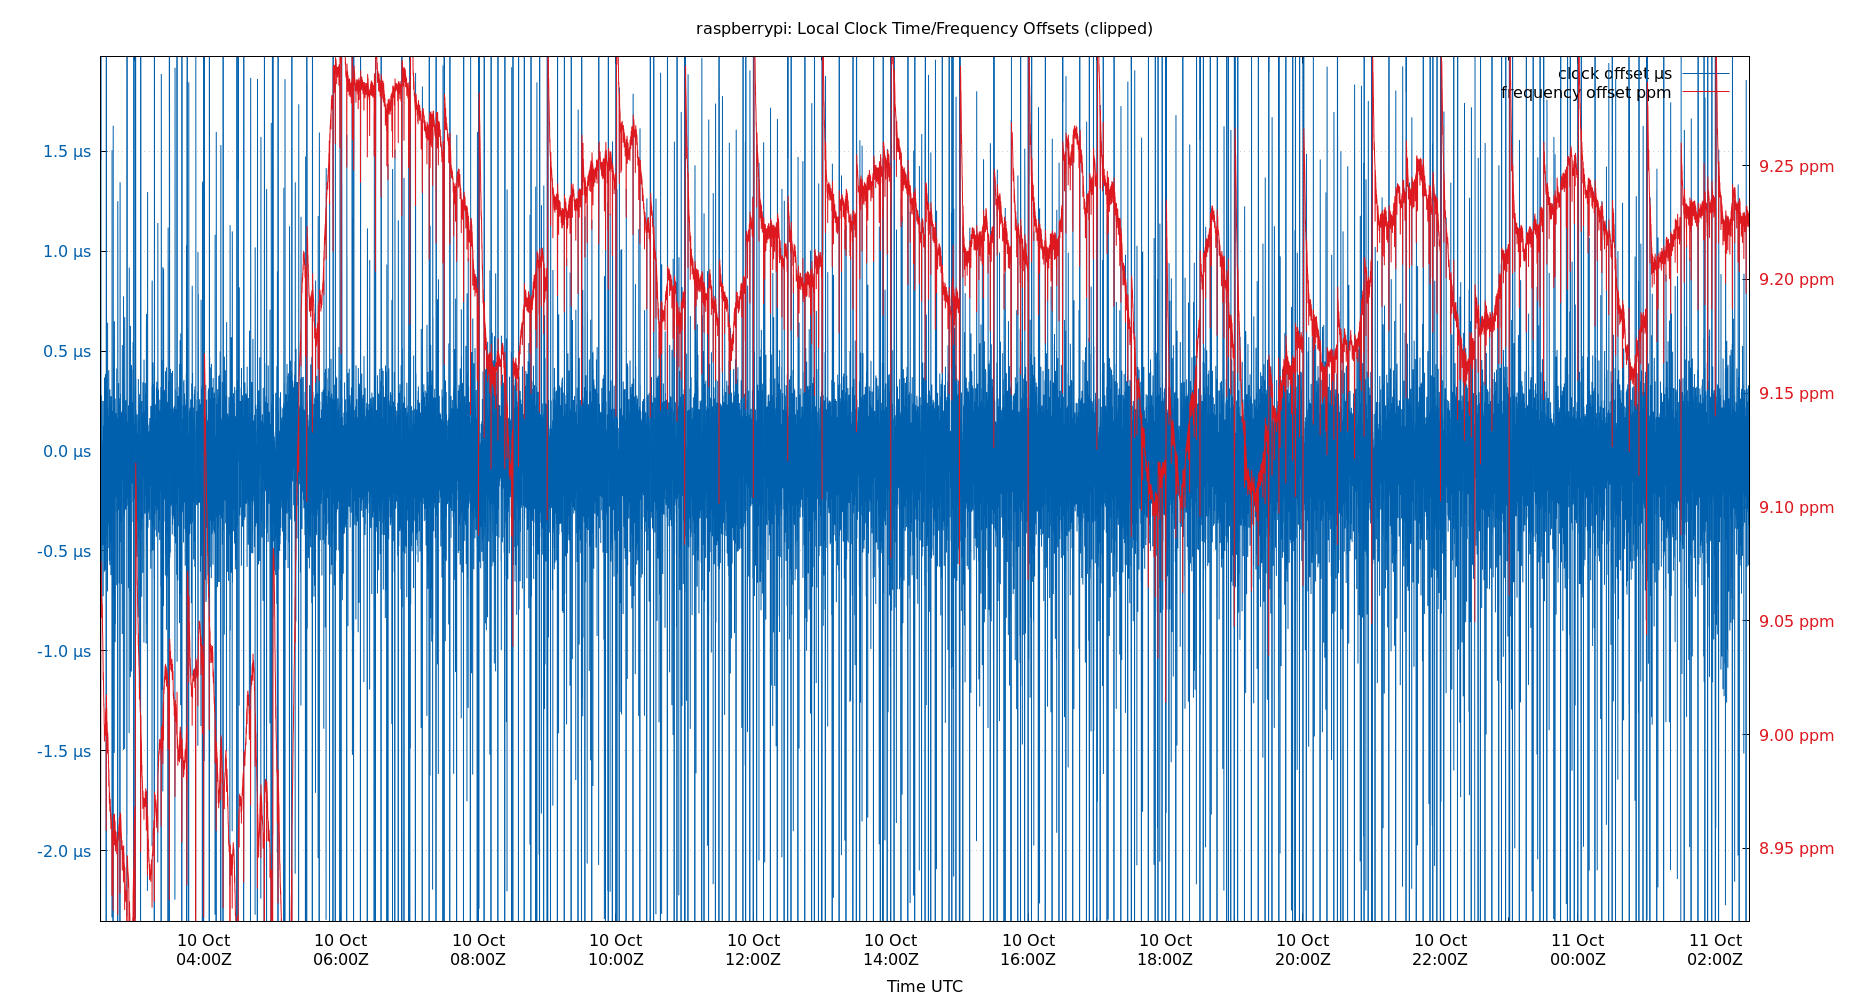 raspberrypi: Local Clock Time/Frequency Offsets (clipped)
clock offset µs
frequency offset ppm
1.5 µs
1.0 µs
0.5 µs
0.0 µs
-0.5 µs
-1.0 µs
-1.5 µs
-2.0 µs
9.25 ppm
9.20 ppm
9.15 ppm
9.10 ppm
9.05 ppm
9.00 ppm
8.95 ppm
10 Oct 10 Oct 10 Oct 10 Oct 10 Oct 10 Oct 10 Oct 10 Oct 10 Oct 10 Oct 11 Oct 11 Oct
04:00Z 06:00Z 08:00Z 10:00Z 12:00Z 14:00Z 16:00Z 18:00Z 20:00Z 22:00Z 00:00Z 02:00Z
Time UTC